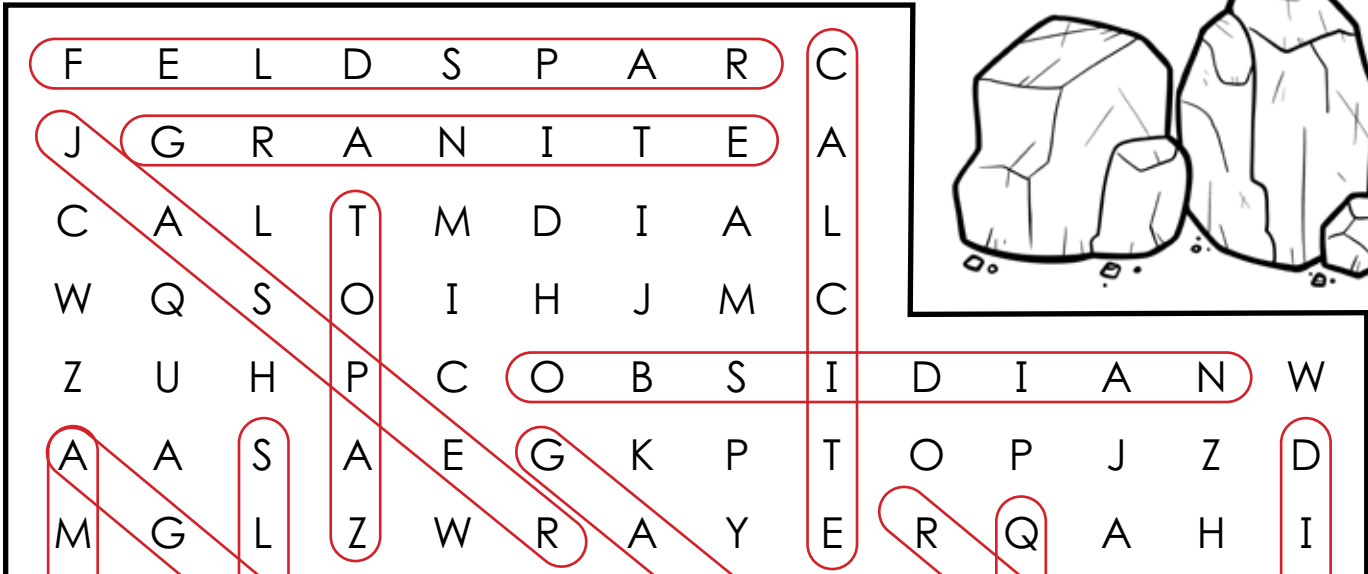 F E L D S P A R C
J G R A N I T E A
C A L T M D I A L
W Q S O I H J M C
Z U H P C O B S I D I A N W
A A S A E G K P T O P J Z D
M G L Z W R A Y E R Q A H I